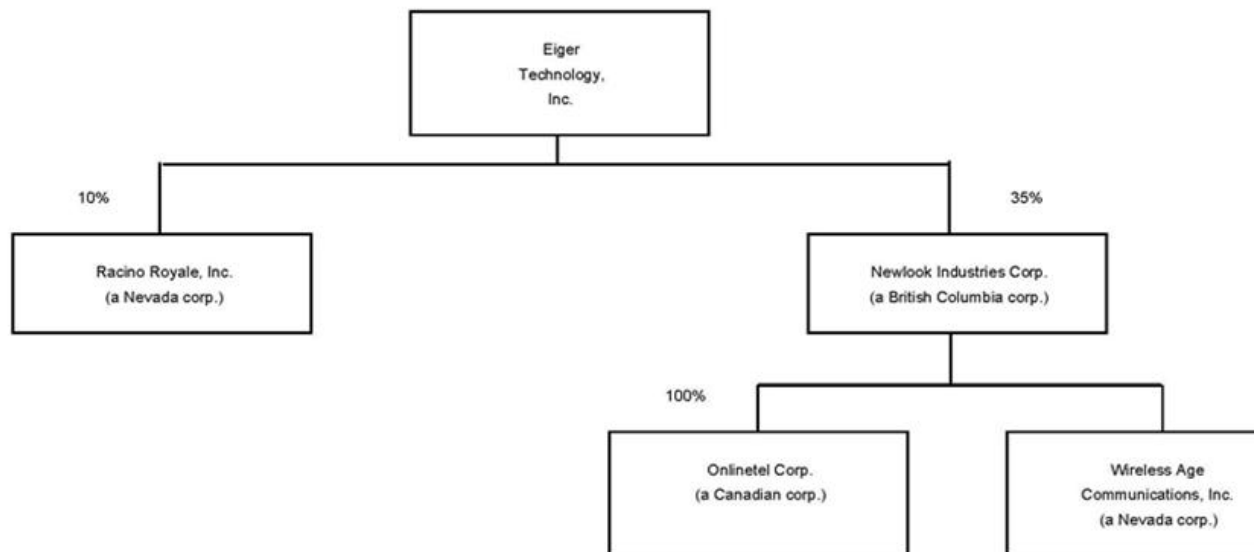 Eiger
Technology,
Inc.
10%
35%
Racino Royale, Inc.
(a Nevada corp.)
Newlook Industries Corp.
(a British Columbia corp.)
100%
Onlinetel Corp.
(a Canadian corp.)
Wireless Age
Communications, Inc.
(a Nevada corp.)